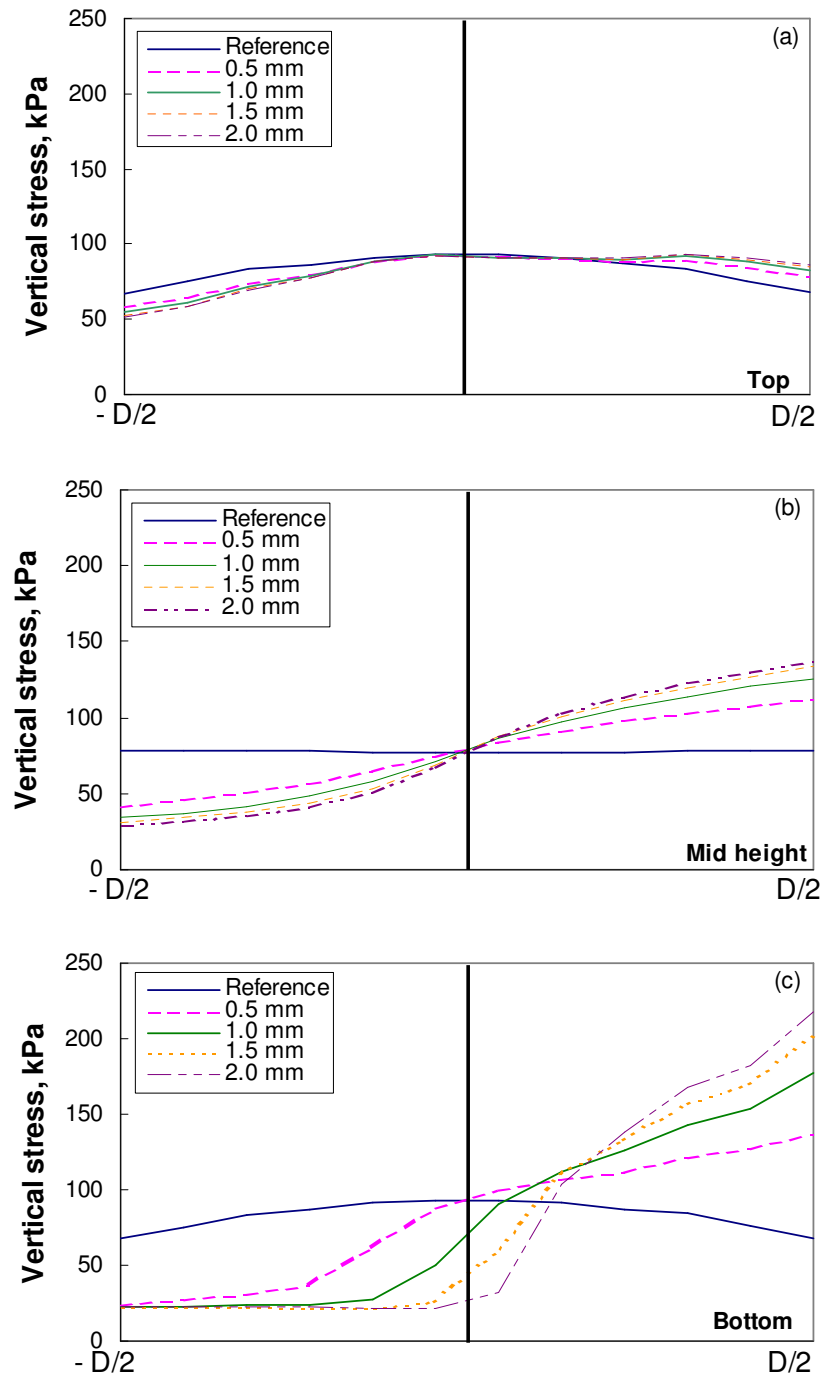 250
200
150
100
50
0
Vertical stress, kPa
Reference
0.5 mm
1.0 mm
1.5 mm
2.0 mm
(a)
Top
- D/2
D/2
250
200
150
100
50
0
Vertical stress, kPa
Reference
0.5 mm
1.0 mm
1.5 mm
2.0 mm
(b)
Mid height
- D/2
D/2
250
200
150
100
50
0
Vertical stress, kPa
Reference
0.5 mm
1.0 mm
1.5 mm
2.0 mm
(c)
Bottom
- D/2
D/2